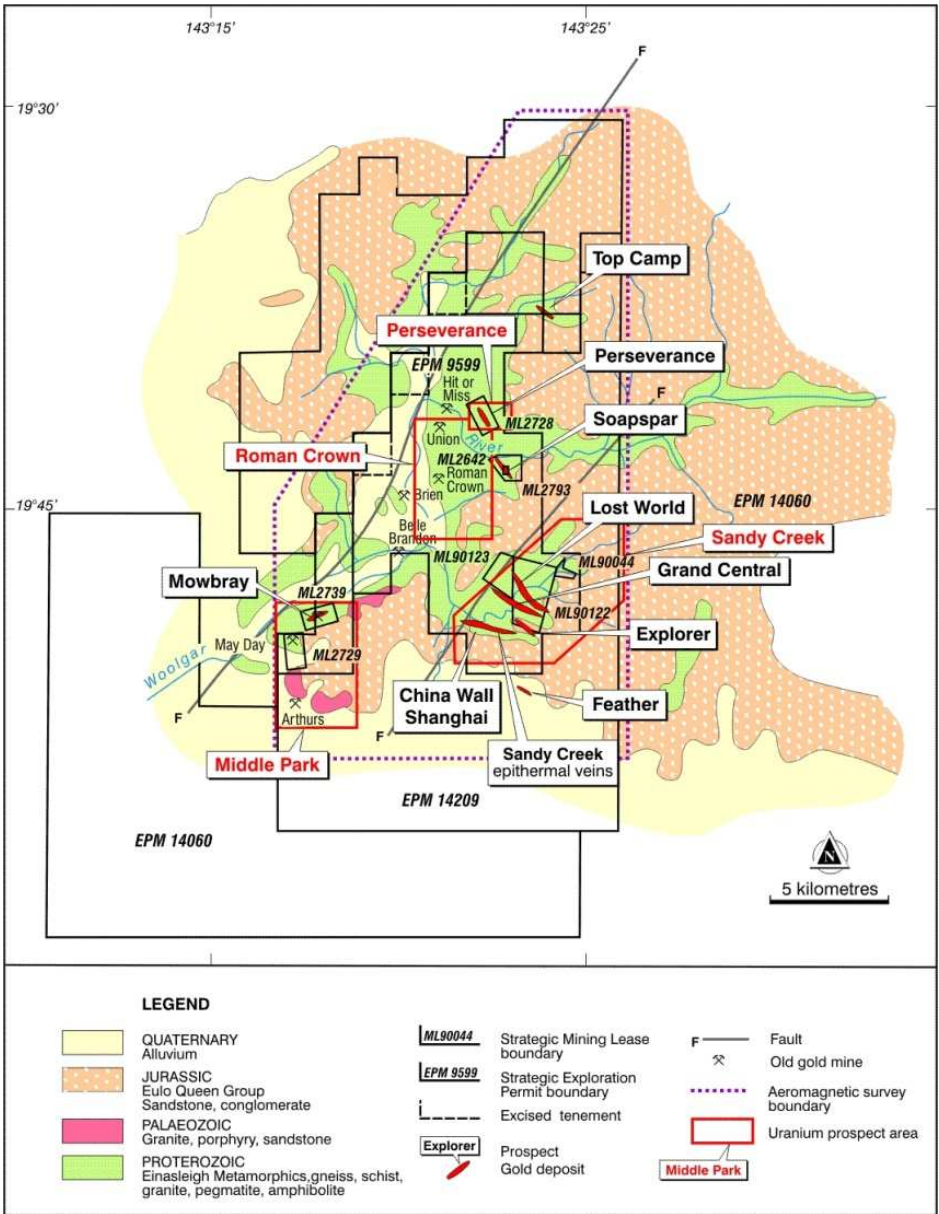 143°15'
143°25'
F
19°30'
Top Camp
Perseverance
EPM 9599
Perseverance
Hit or
Miss
ML2728
Soapspar
Union
River
Roman Crown
ML2642
Roman
Crown
ML2793
Brien
F
EPM 14060
19°45'
Lost World
Belle
Brandon
ML90123
Sandy Creek
ML90044
Grand Central
Mowbray
ML2739
ML90122
Explorer
May Day
ML2729
Woolgar
China Wall
Shanghai
Feather
F
Arthurs
F
Middle Park
Sandy Creek
epithermal veins
EPM 14209
EPM 14060
N
5 kilometres
LEGEND
QUATERNARY
Alluvium
JURASSIC
Eulo Queen Group
Sandstone, conglomerate
PALAEOZOIC
Granite, porphyry, sandstone
PROTEROZOIC
Einasleigh Metamorphics,gneiss, schist,
granite, pegmatite, amphibolite
ML90044
Strategic Mining Lease
boundary
EPM 9599
Strategic Exploration
Permit boundary
Excised tenement
Explorer
Prospect
Gold deposit
F
Fault
Old gold mine
Aeromagnetic survey
boundary
Uranium prospect area
Middle Park